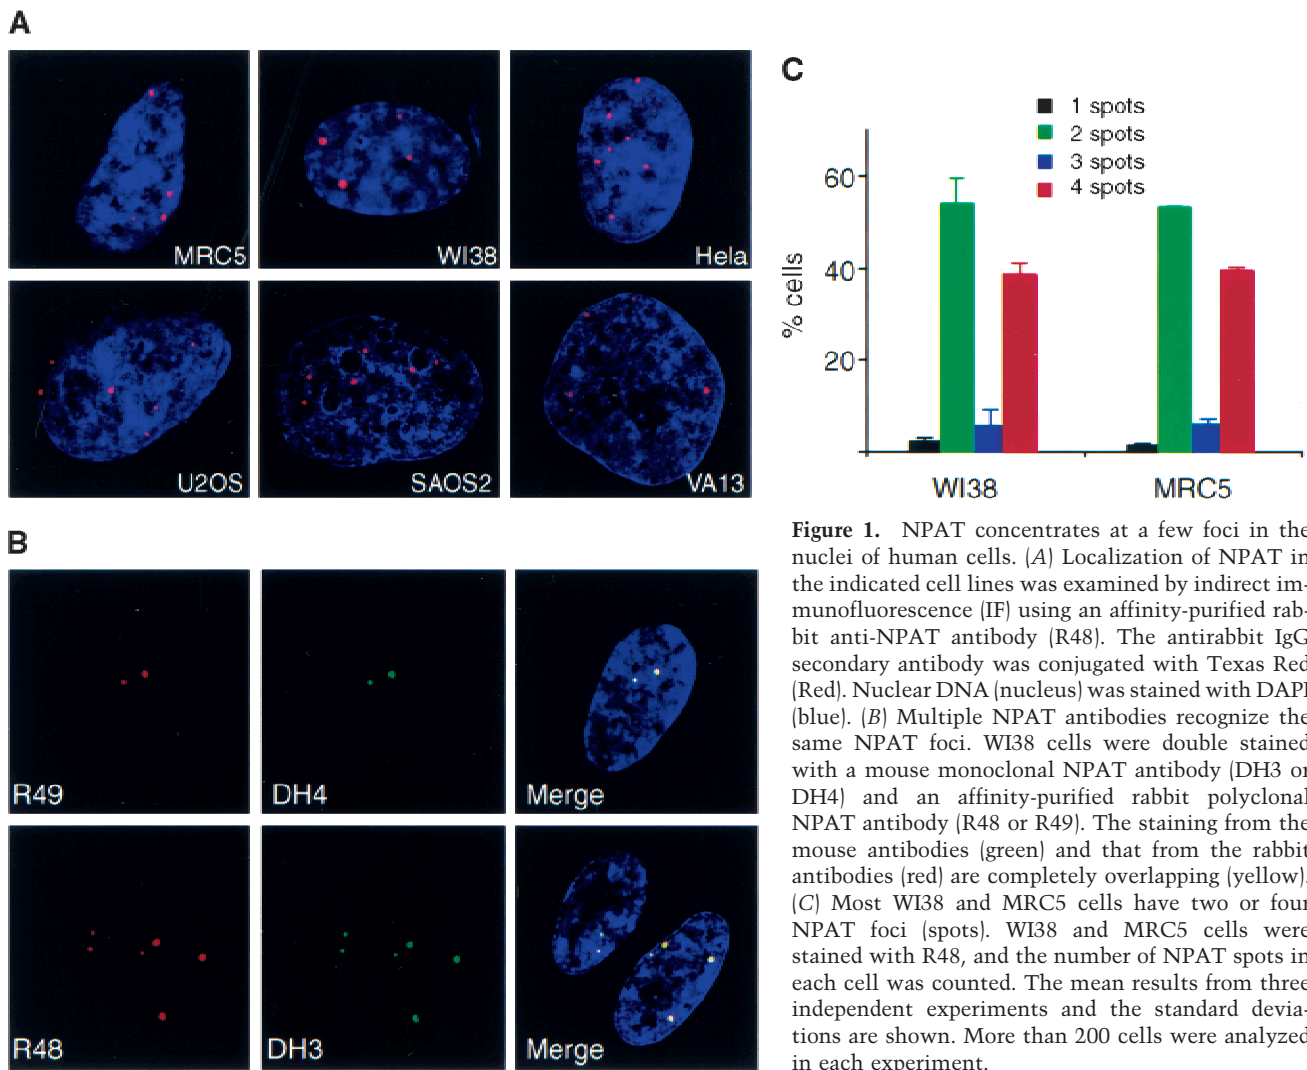 A
MRC5
WI38
Hela
U2OS
SAOS2
VA13
B
R49
DH4
Merge
R48
DH3
Merge
C
1 spots
2 spots
3 spots
4 spots
% cells
60
40
20
WI38
MRC5
Figure 1. NPAT concentrates at a few foci in the
nuclei of human cells. (A) Localization of NPAT in
the indicated cell lines was examined by indirect im-
munofluorescence (IF) using an affinity-purified rab-
bit anti-NPAT antibody (R48). The antirabbit IgG
secondary antibody was conjugated with Texas Red
(Red). Nuclear DNA (nucleus) was stained with DAPI
(blue). (B) Multiple NPAT antibodies recognize the
same NPAT foci. WI38 cells were double stained
with a mouse monoclonal NPAT antibody (DH3 or
DH4) and an affinity-purified rabbit polyclonal
NPAT antibody (R48 or R49). The staining from the
mouse antibodies (green) and that from the rabbit
antibodies (red) are completely overlapping (yellow).
(C) Most WI38 and MRC5 cells have two or four
NPAT foci (spots). WI38 and MRC5 cells were
stained with R48, and the number of NPAT spots in
each cell was counted. The mean results from three
independent experiments and the standard devia-
tions are shown. More than 200 cells were analyzed
in each experiment.